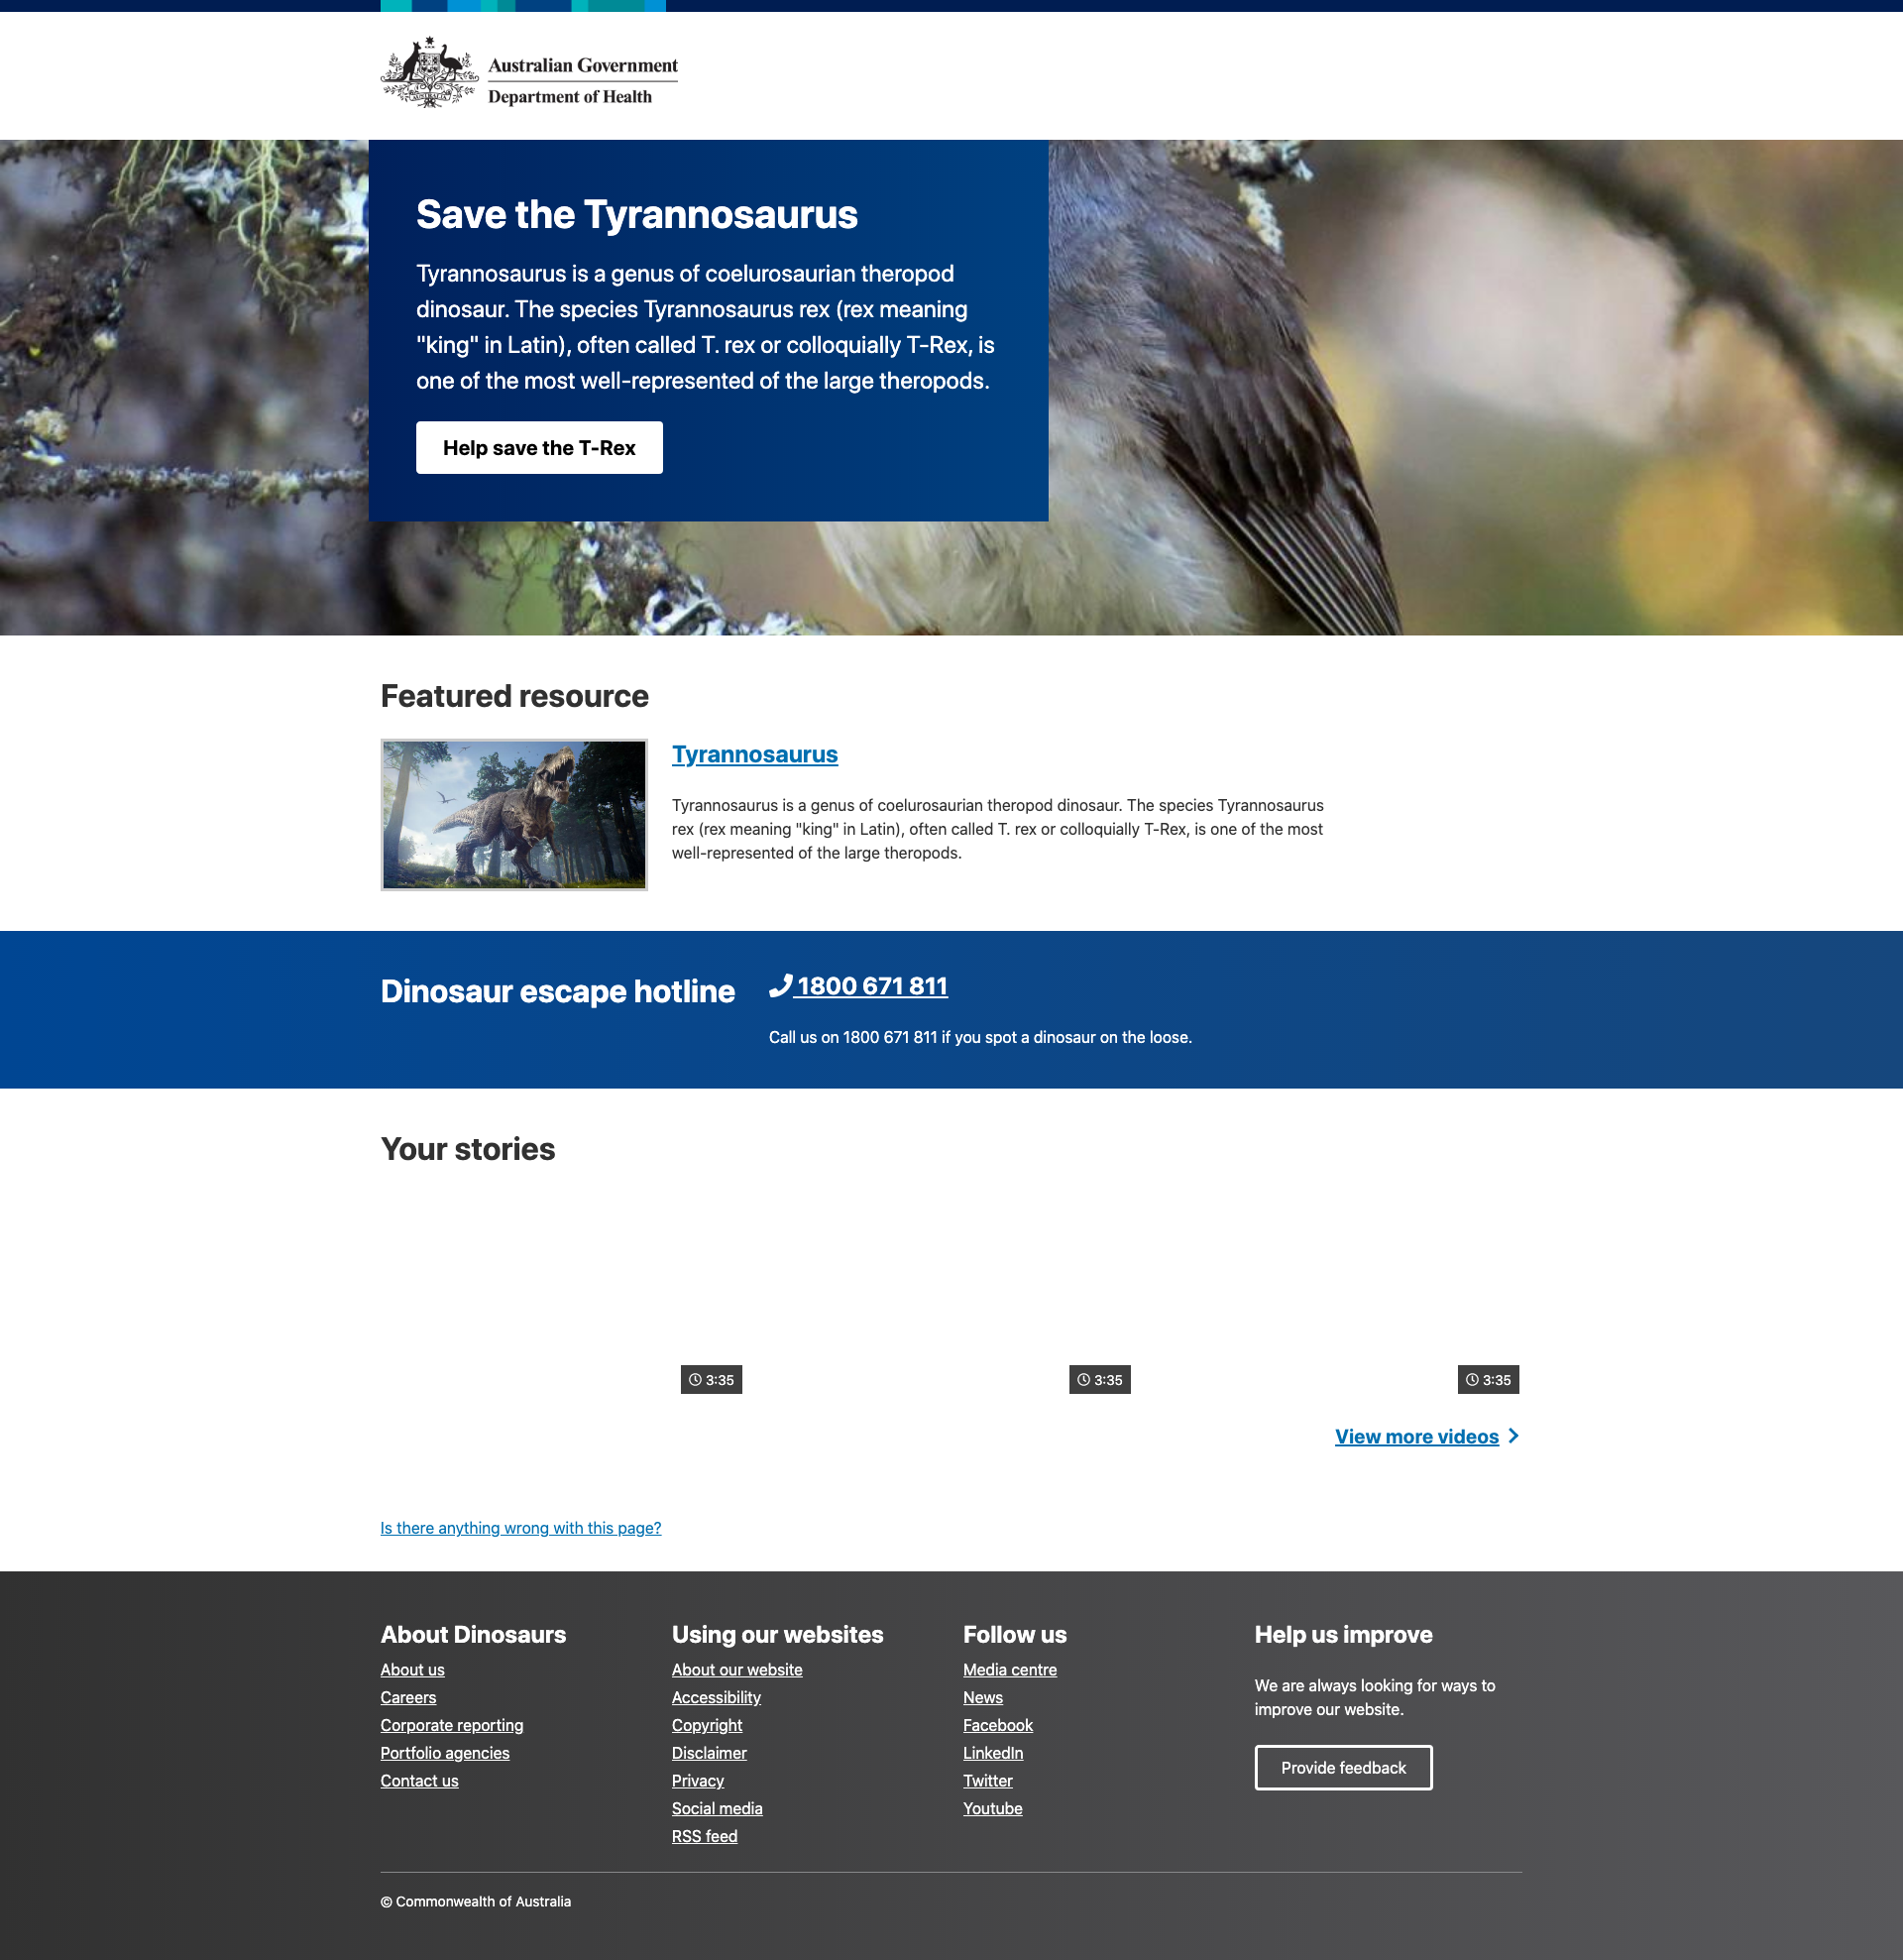 Australian Government
Department of Health
Save the Tyrannosaurus
Tyrannosaurus is a genus of coelurosaurian theropod
dinosaur. The species Tyrannosaurus rex (rex meaning
"king" in Latin), often called T. rex or colloquially T-Rex, is
one of the most well-represented of the large theropods.
Help save the T-Rex
Featured resource
Tyrannosaurus
Tyrannosaurus is a genus of coelurosaurian theropod dinosaur. The species Tyrannosaurus
rex (rex meaning "king" in Latin), often called T. rex or colloquially T-Rex, is one of the most
well-represented of the large theropods.
Dinosaur escape hotline
1800 671 811
Call us on 1800 671 811 if you spot a dinosaur on the loose.
Your stories
3:35
3:35
3:35
View more videos
Is there anything wrong with this page?
About Dinosaurs
About us
Careers
Corporate reporting
Portfolio agencies
Contact us
Using our websites
About our website
Accessibility
Copyright
Disclaimer
Privacy
Social media
RSS feed
Follow us
Media centre
News
Facebook
LinkedIn
Twitter
Youtube
Help us improve
We are always looking for ways to
improve our website.
Provide feedback
© Commonwealth of Australia